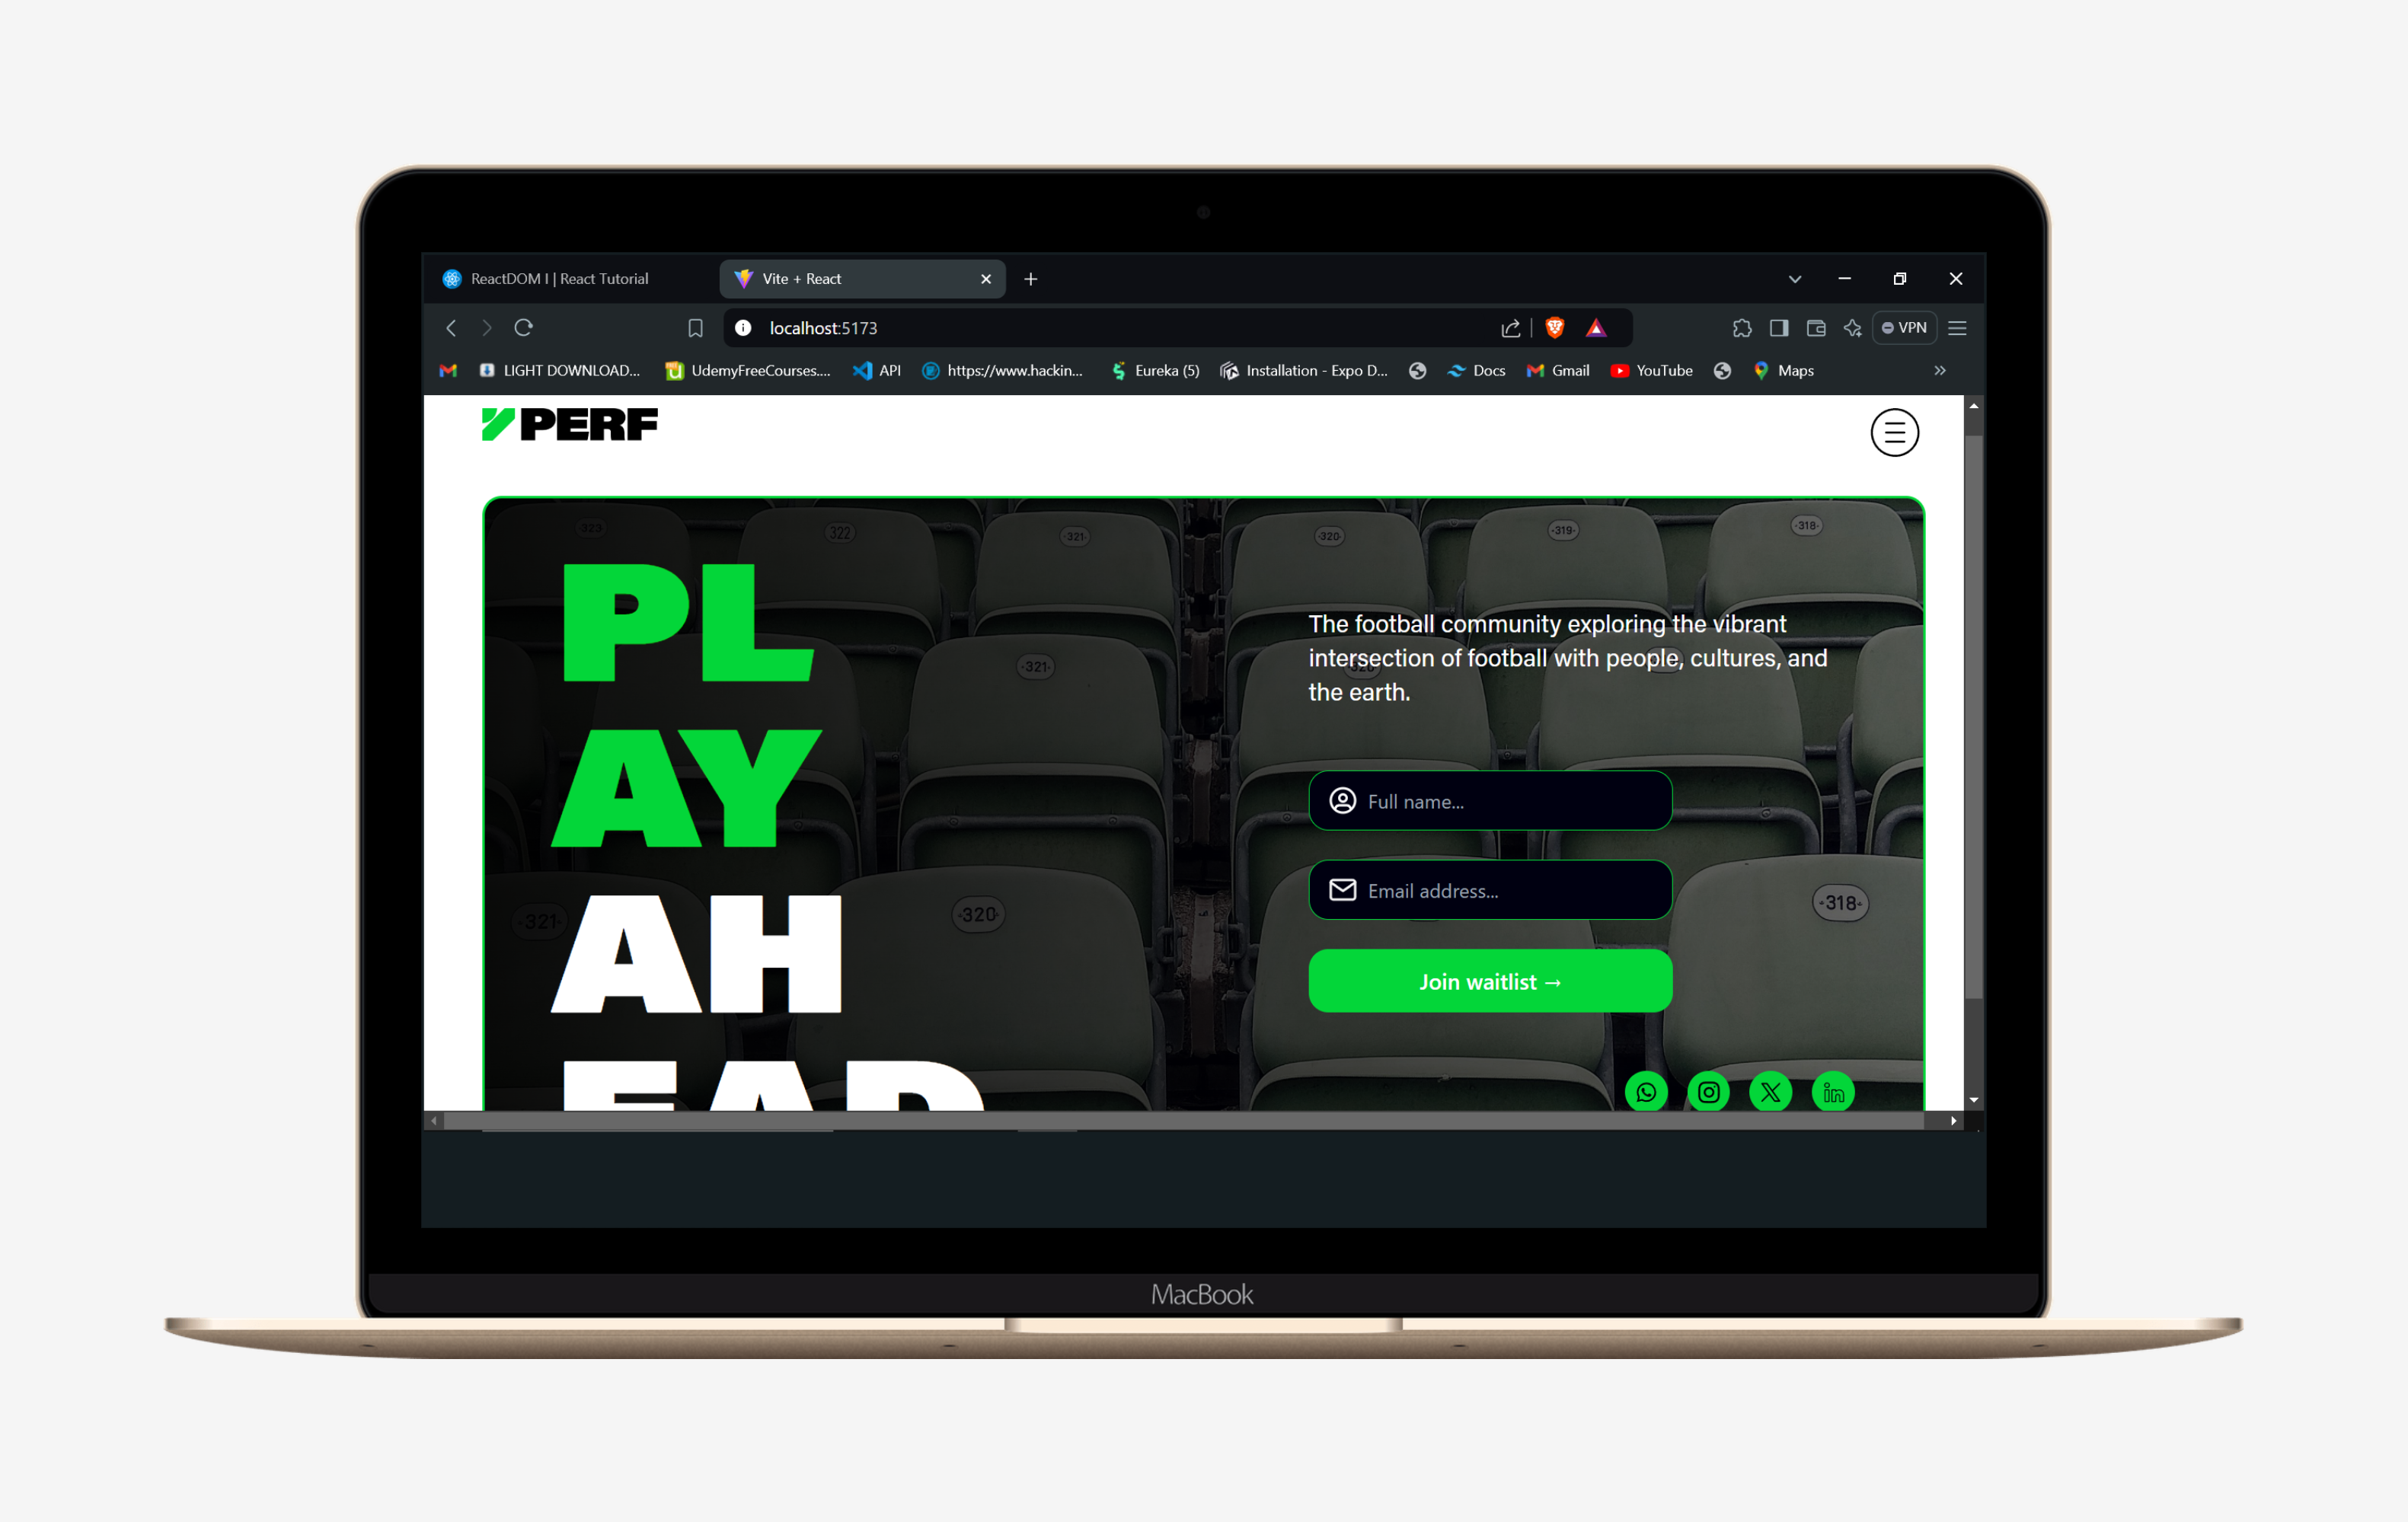 ReactDOM I | React Tutorial
Vite + React
localhost:5173
VPN
LIGHT DOWNLOAD...
UdemyFreeCourses....
API
https://www.hackin...
Eureka (5)
Installation - Expo D...
Docs
Gmail
YouTube
Maps
PERF
323
322
·321·
·320·
·319·
·318·
·321·
·320·
PL
AY
AH
EAD
The football community exploring the vibrant
intersection of football with people, cultures, and
the earth.
Full name...
Email address...
Join waitlist →
·321·
·320·
·318·
MacBook